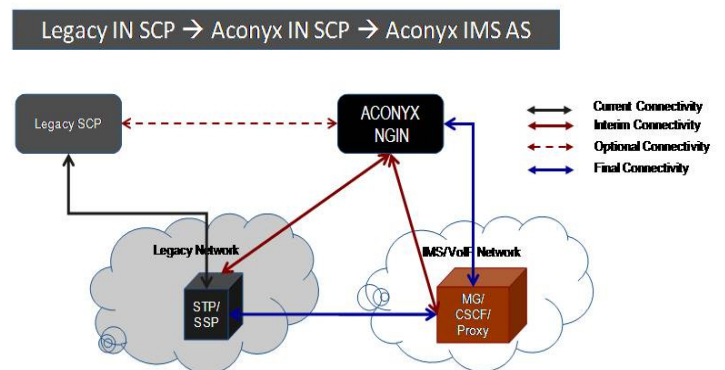 Legacy IN SCP → Aconyx IN SCP → Aconyx IMS AS
Legacy SCP
ACONYX
NGIN
Current Connectivity
Interim Connectivity
Optional Connectivity
Final Connectivity
Legacy Network
IMS/VoIP Network
STP/
SSP
MG/
CSCF/
Proxy